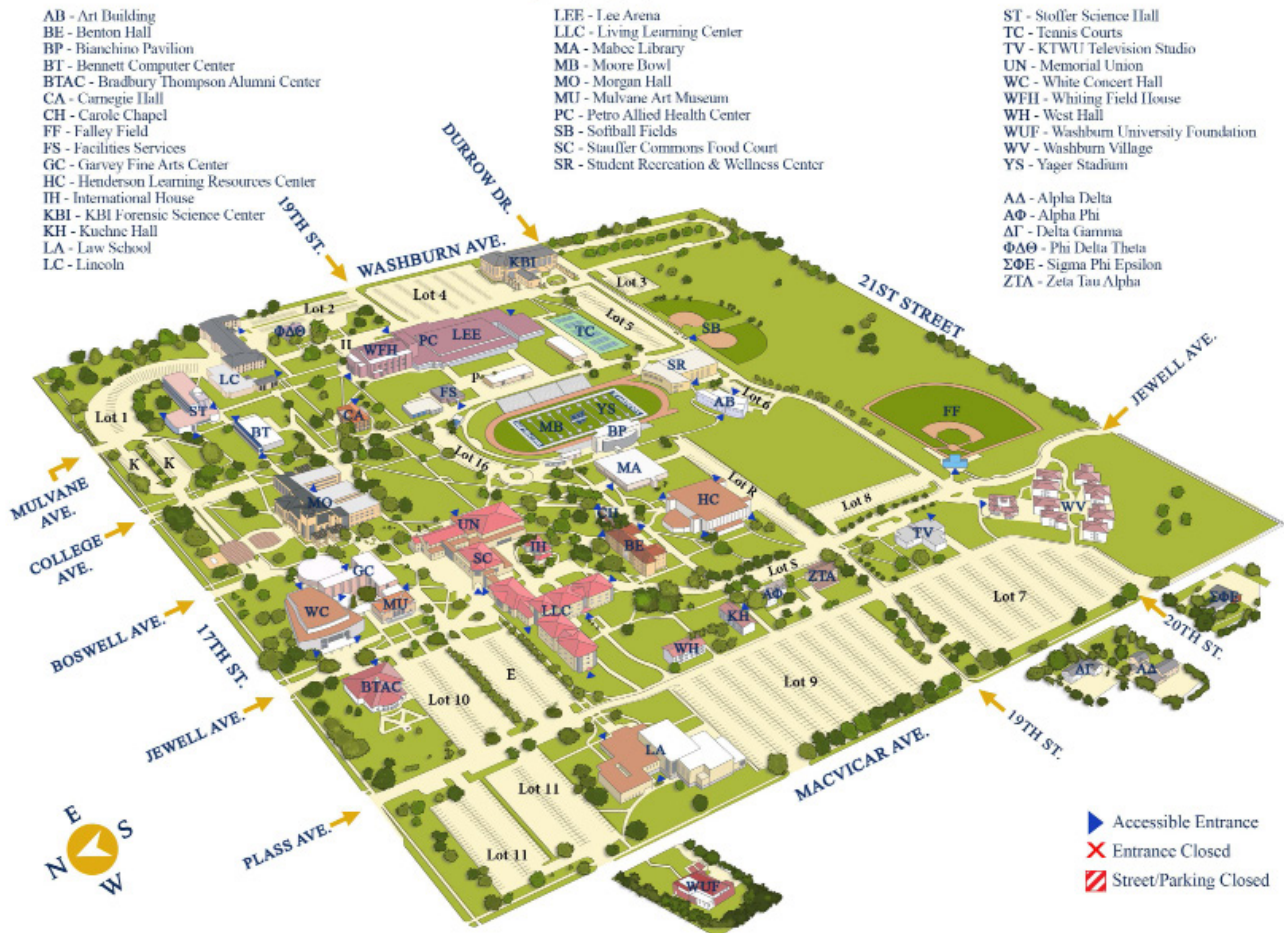 AB - Art Building
BE - Benton Hall
BP - Bianchino Pavilion
BT - Bennett Computer Center
BTAC - Bradbury Thompson Alumni Center
CA - Carnegie Hall
CH - Carole Chapel
FF - Falley Field
FS - Facilities Services
GC - Garvey Fine Arts Center
HC - Henderson Learning Resources Center
IH - International House
KBI - KBI Forensic Science Center
KH - Kuehne Hall
LA - Law School
LC - Lincoln
LEE - Lee Arena
LLC - Living Learning Center
MA - Mabee Library
MB - Moore Bowl
MO - Morgan Hall
MU - Mulvane Art Museum
PC - Petro Allied Health Center
SB - Softball Fields
SC - Stauffer Commons Food Court
SR - Student Recreation & Wellness Center
ST - Stoffer Science Hall
TC - Tennis Courts
TV - KTWU Television Studio
UN - Memorial Union
WC - White Concert Hall
WFH - Whiting Field House
WH - West Hall
WUF - Washburn University Foundation
WV - Washburn Village
YS - Yager Stadium
ΑΔ - Alpha Delta
ΑΦ - Alpha Phi
ΔΓ - Delta Gamma
ΦΔΘ - Phi Delta Theta
ΣΦΕ - Sigma Phi Epsilon
ZTA - Zeta Tau Alpha
DURROW DR.
19TH ST.
WASHBURN AVE.
KBI
Lot 3
21ST STREET
Lot 4
Lot 2
ΦΔΘ
H
PC
LEE
WFH
TC
Lot 5
SB
SR
JEWELL AVE.
LC
FS
P
AB
Lot 6
Lot 1
ST
BT
CA
YS
MB
BP
FF
K
K
Lot 16
MA
MULVANE AVE.
MO
UN
CH
HC
Lot R
Lot 8
WV
COLLEGE AVE.
SC
IH
BE
TV
GC
Lot S
ZTA
WC
MU
LLC
ΑΦ
KH
Lot 7
ΣΦΕ
BOSWELL AVE.
17TH ST.
WH
20TH ST.
BTAC
Lot 10
E
Lot 9
ΔΓ
ΑΔ
JEWELL AVE.
LA
19TH ST.
MACVICAR AVE.
Lot 11
PLASS AVE.
Lot 11
WUF
E
S
N
W
Accessible Entrance
Entrance Closed
Street/Parking Closed